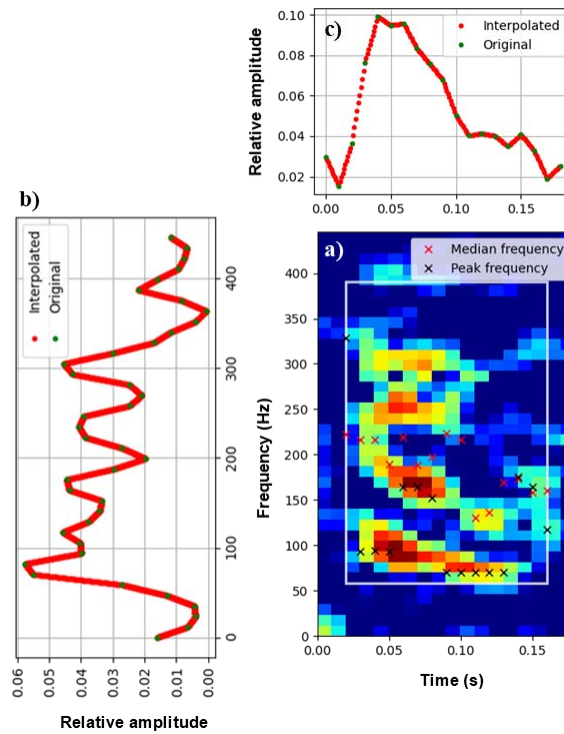 c)
Interpolated
Original
Relative amplitude
0.10
0.08
0.06
0.04
0.02
0.00
0.05
0.10
0.15
b)
Interpolated
Original
0
100
200
300
400
0.06
0.05
0.04
0.03
0.02
0.01
0.00
Relative amplitude
a)
Median frequency
Peak frequency
Frequency (Hz)
400
350
300
250
200
150
100
50
0
0.00
0.05
0.10
0.15
Time (s)